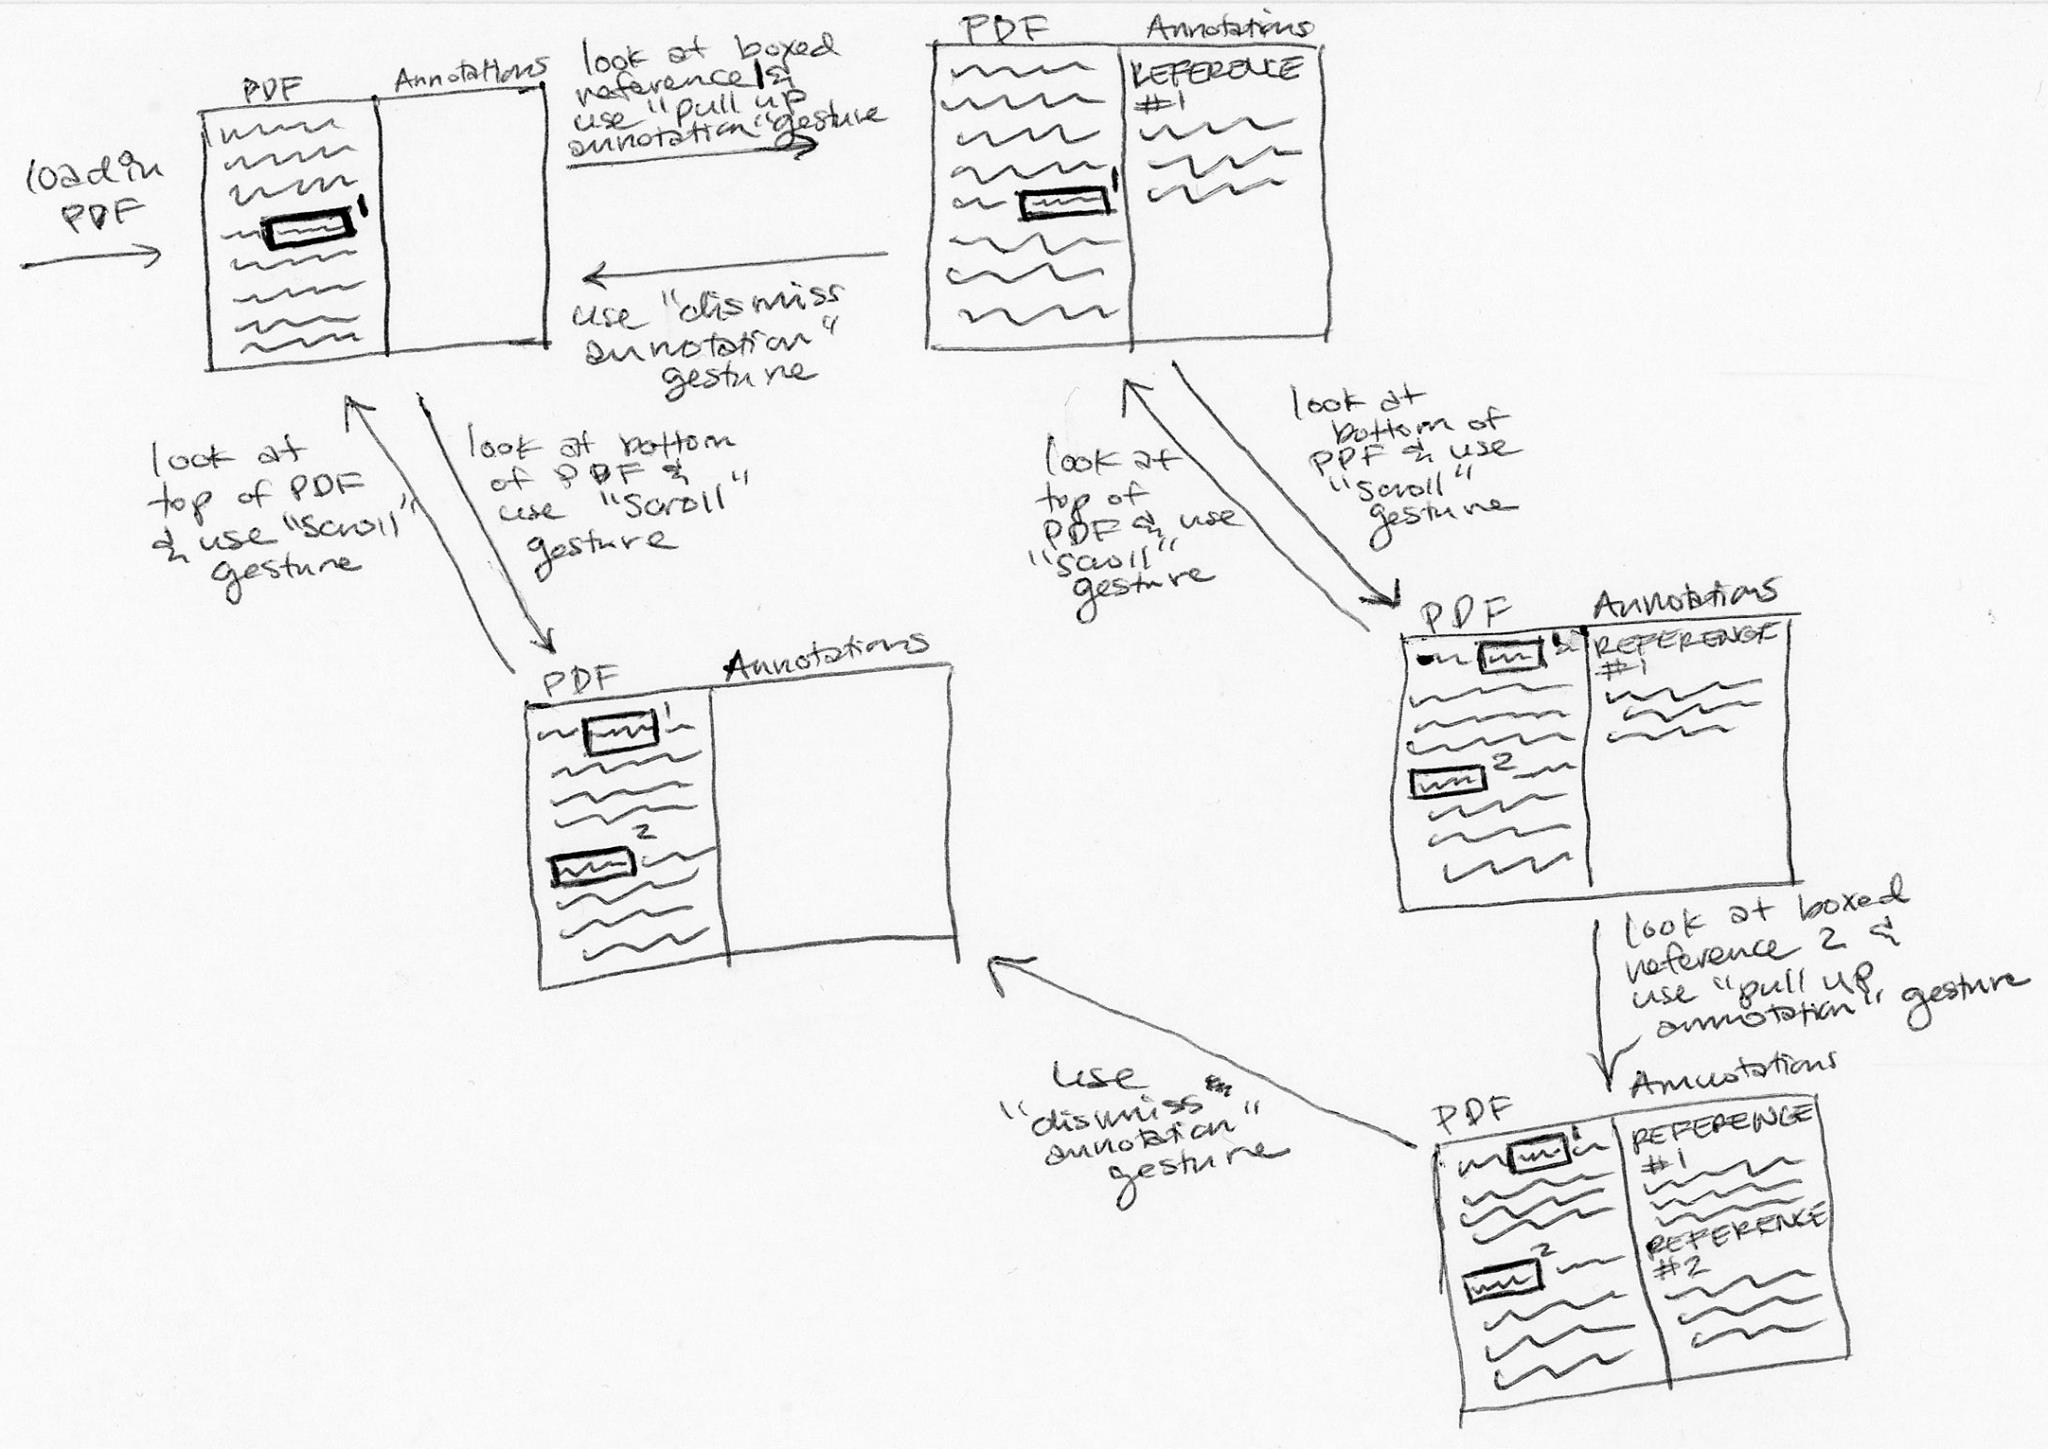 load in
PDF
PDF
Annotations
1
look at boxed
reference 1 &
use "pull up
annotation" gesture
use "dismiss
annotation"
gesture
PDF
Annotations
REFERENCE
#1
1
look at
top of PDF
& use "scroll"
gesture
look at bottom
of PDF &
use "scroll"
gesture
look at
top of
PDF & use
"scroll"
gesture
look at
bottom of
PDF & use
"scroll"
gesture
PDF
Annotations
1
2
PDF
Annotations
REFERENCE
#1
2
look at boxed
reference 2 &
use "pull up
annotation" gesture
use
"dismiss
annotation"
gesture
PDF
Annotations
1
2
REFERENCE
#1
REFERENCE
#2